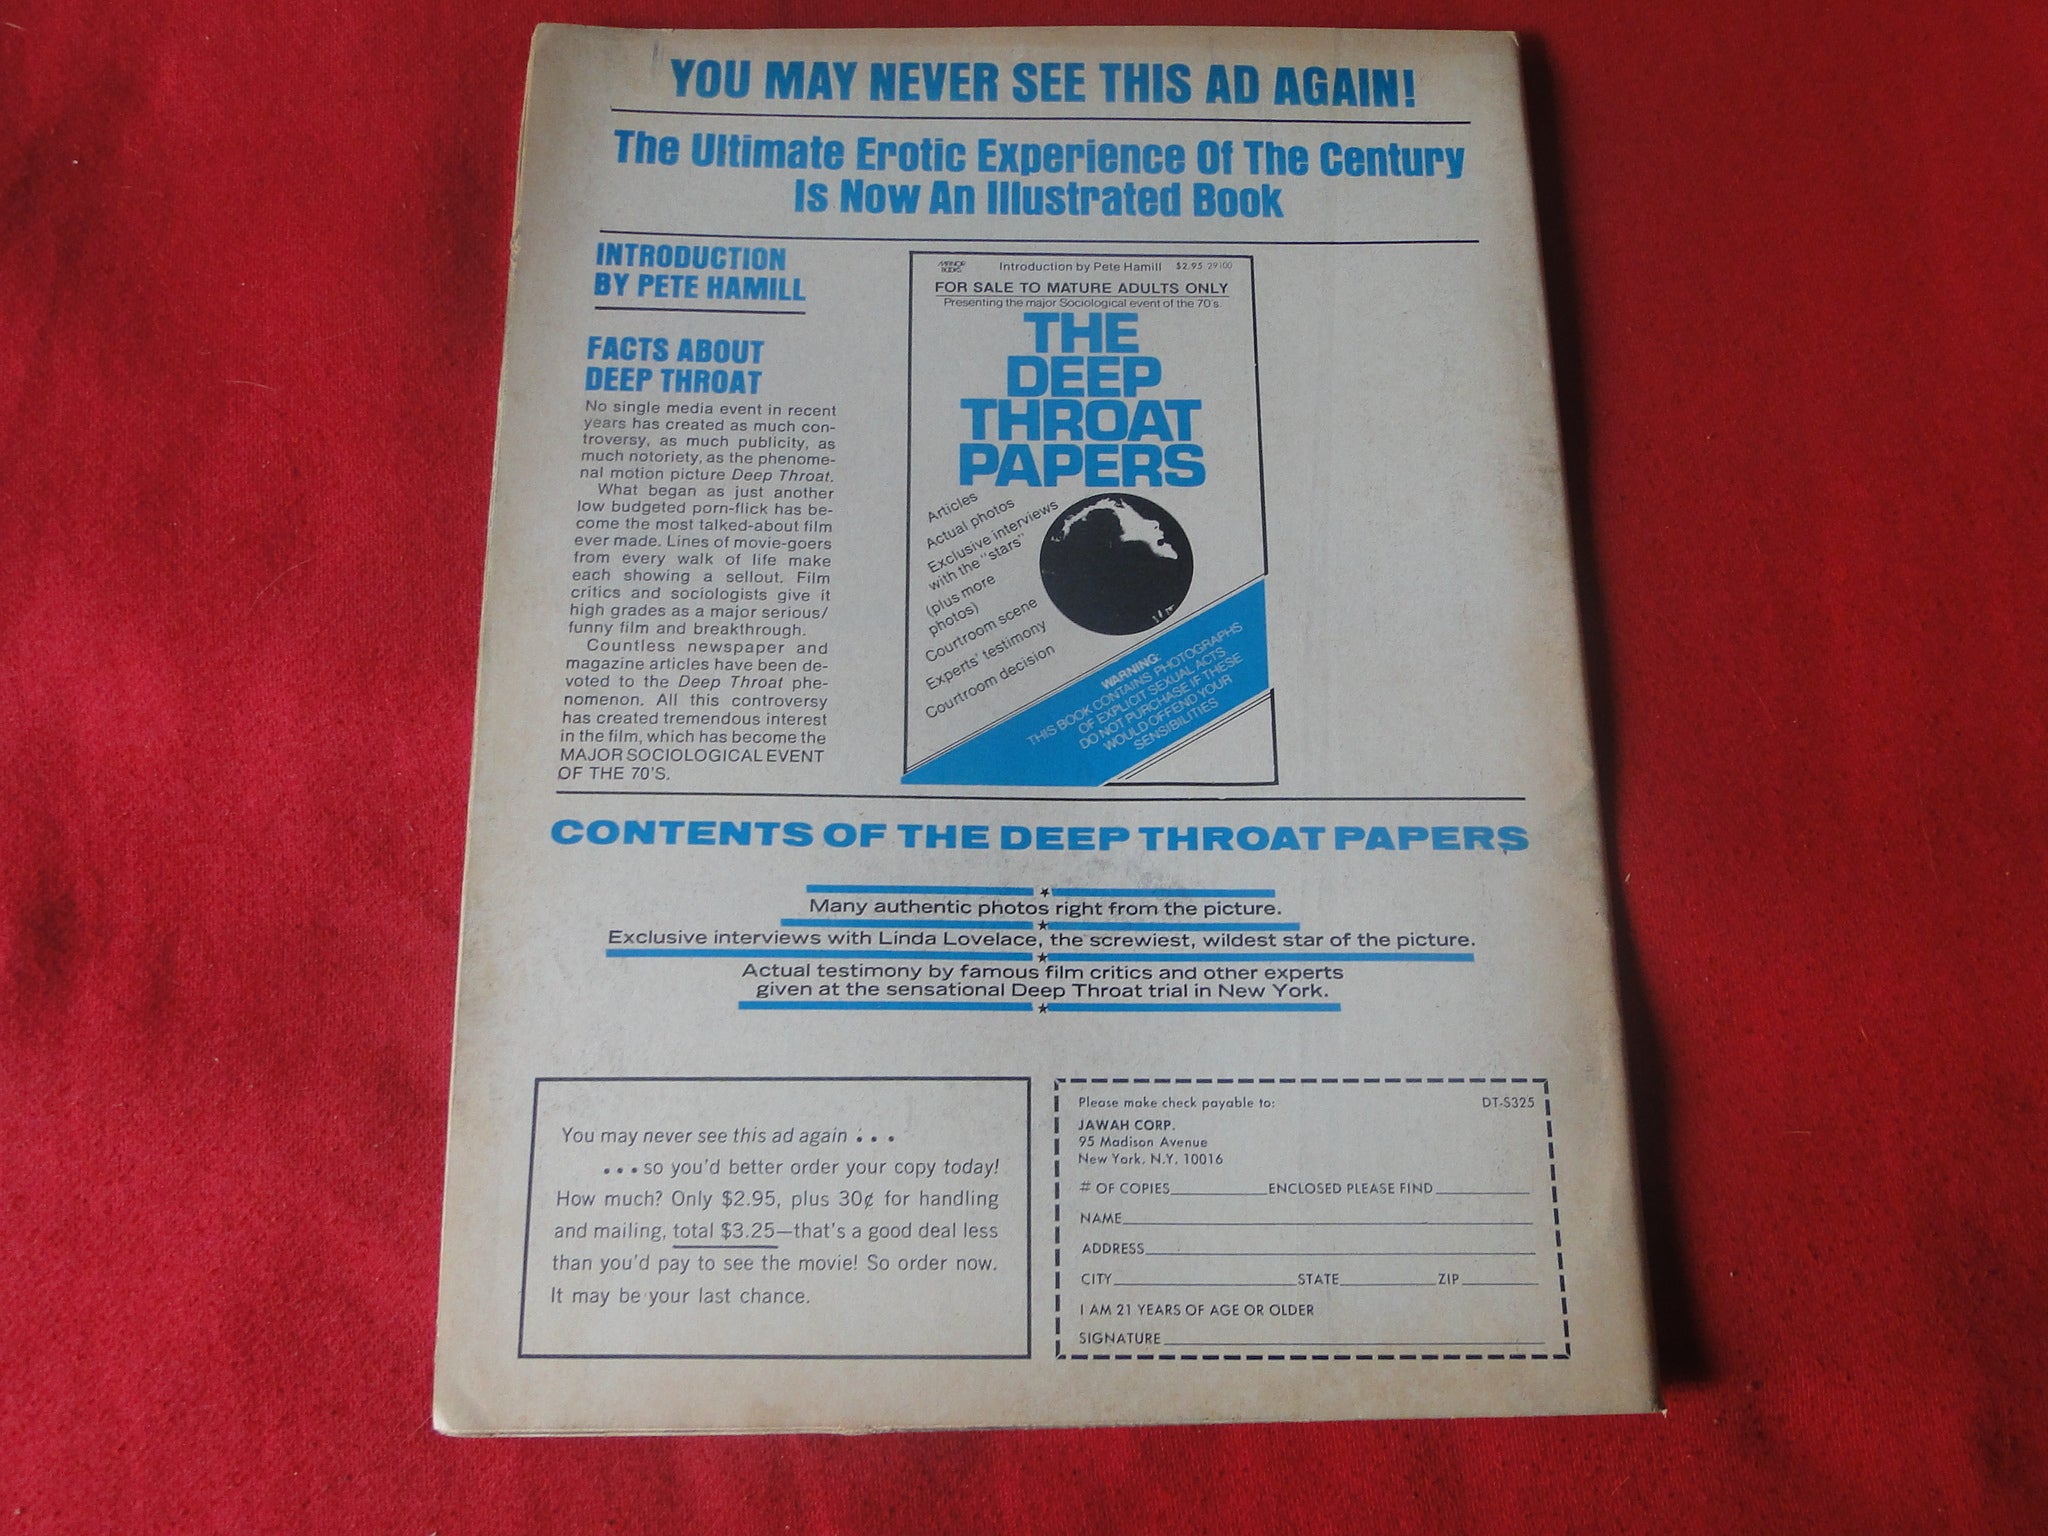 YOU MAY NEVER SEE THIS AD AGAIN!
The Ultimate Erotic Experience Of The Century
Is Now An Illustrated Book
INTRODUCTION
BY PETE HAMILL
FACTS ABOUT
DEEP THROAT
No single media event in recent
years has created as much con-
troversy, as much publicity, as
much notoriety, as the phenome-
nal motion picture Deep Throat.
What began as just another
low budgeted porn-flick has be-
come the most talked-about film
ever made. Lines of movie-goers
from every walk of life make
each showing a sellout. Film
critics and sociologists give it
high grades as a major serious/
funny film and breakthrough.
Countless newspaper and
magazine articles have been de-
voted to the Deep Throat phe-
nomenon. All this controversy
has created tremendous interest
in the film, which has become the
MAJOR SOCIOLOGICAL EVENT
OF THE 70'S.
MANOR
BOOKS
Introduction by Pete Hamill $2.95 29100
FOR SALE TO MATURE ADULTS ONLY
Presenting the major Sociological event of the 70's.
THE
DEEP
THROAT
PAPERS
Articles
Actual photos
Exclusive interviews
with the "stars"
(plus more
photos)
Courtroom scene
Experts' testimony
Courtroom decision
WARNING:
THIS BOOK CONTAINS PHOTOGRAPHS
OF EXPLICIT SEXUAL ACTS
DO NOT PURCHASE IF THESE
WOULD OFFEND YOUR
SENSIBILITIES
CONTENTS OF THE DEEP THROAT PAPERS
Many authentic photos right from the picture.
Exclusive interviews with Linda Lovelace, the screwiest, wildest star of the picture.
Actual testimony by famous film critics and other experts
given at the sensational Deep Throat trial in New York.
You may never see this ad again . . .
. . . so you'd better order your copy today!
How much? Only $2.95, plus 30¢ for handling
and mailing, total $3.25—that's a good deal less
than you'd pay to see the movie! So order now.
It may be your last chance.
Please make check payable to: DT-S325
JAWAH CORP.
95 Madison Avenue
New York, N.Y. 10016
# OF COPIES ENCLOSED PLEASE FIND
NAME
ADDRESS
CITY STATE ZIP
I AM 21 YEARS OF AGE OR OLDER
SIGNATURE